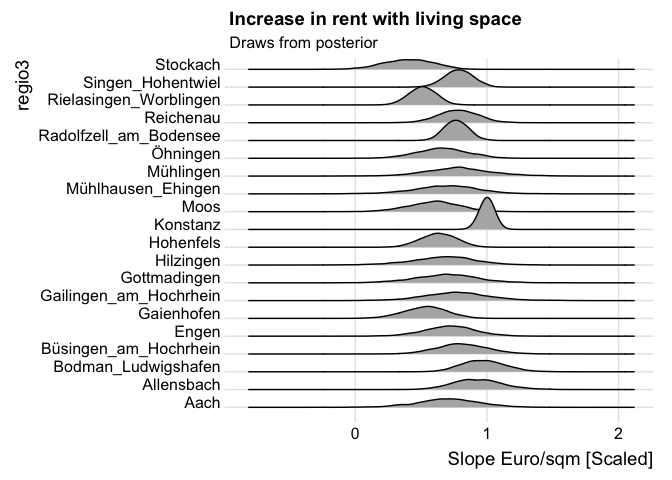 Increase in rent with living space
Draws from posterior
regio3
Stockach
Singen_Hohentwiel
Rielasingen_Worblingen
Reichenau
Radolfzell_am_Bodensee
Öhningen
Mühlingen
Mühlhausen_Ehingen
Moos
Konstanz
Hohenfels
Hilzingen
Gottmadingen
Gailingen_am_Hochrhein
Gaienhofen
Engen
Büsingen_am_Hochrhein
Bodman_Ludwigshafen
Allensbach
Aach
0 1 2
Slope Euro/sqm [Scaled]